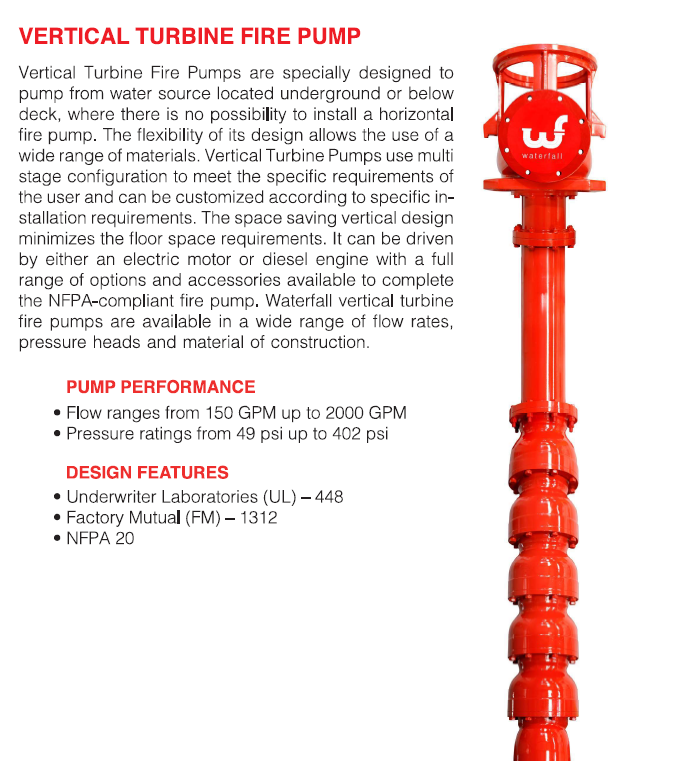 VERTICAL TURBINE FIRE PUMP
Vertical Turbine Fire Pumps are specially designed to
pump from water source located underground or below
deck, where there is no possibility to install a horizontal
fire pump. The flexibility of its design allows the use of a
wide range of materials. Vertical Turbine Pumps use multi
stage configuration to meet the specific requirements of
the user and can be customized according to specific in-
stallation requirements. The space saving vertical design
minimizes the floor space requirements. It can be driven
by either an electric motor or diesel engine with a full
range of options and accessories available to complete
the NFPA-compliant fire pump. Waterfall vertical turbine
fire pumps are available in a wide range of flow rates,
pressure heads and material of construction.
PUMP PERFORMANCE
• Flow ranges from 150 GPM up to 2000 GPM
• Pressure ratings from 49 psi up to 402 psi
DESIGN FEATURES
• Underwriter Laboratories (UL) – 448
• Factory Mutual (FM) – 1312
• NFPA 20
wf
waterfall